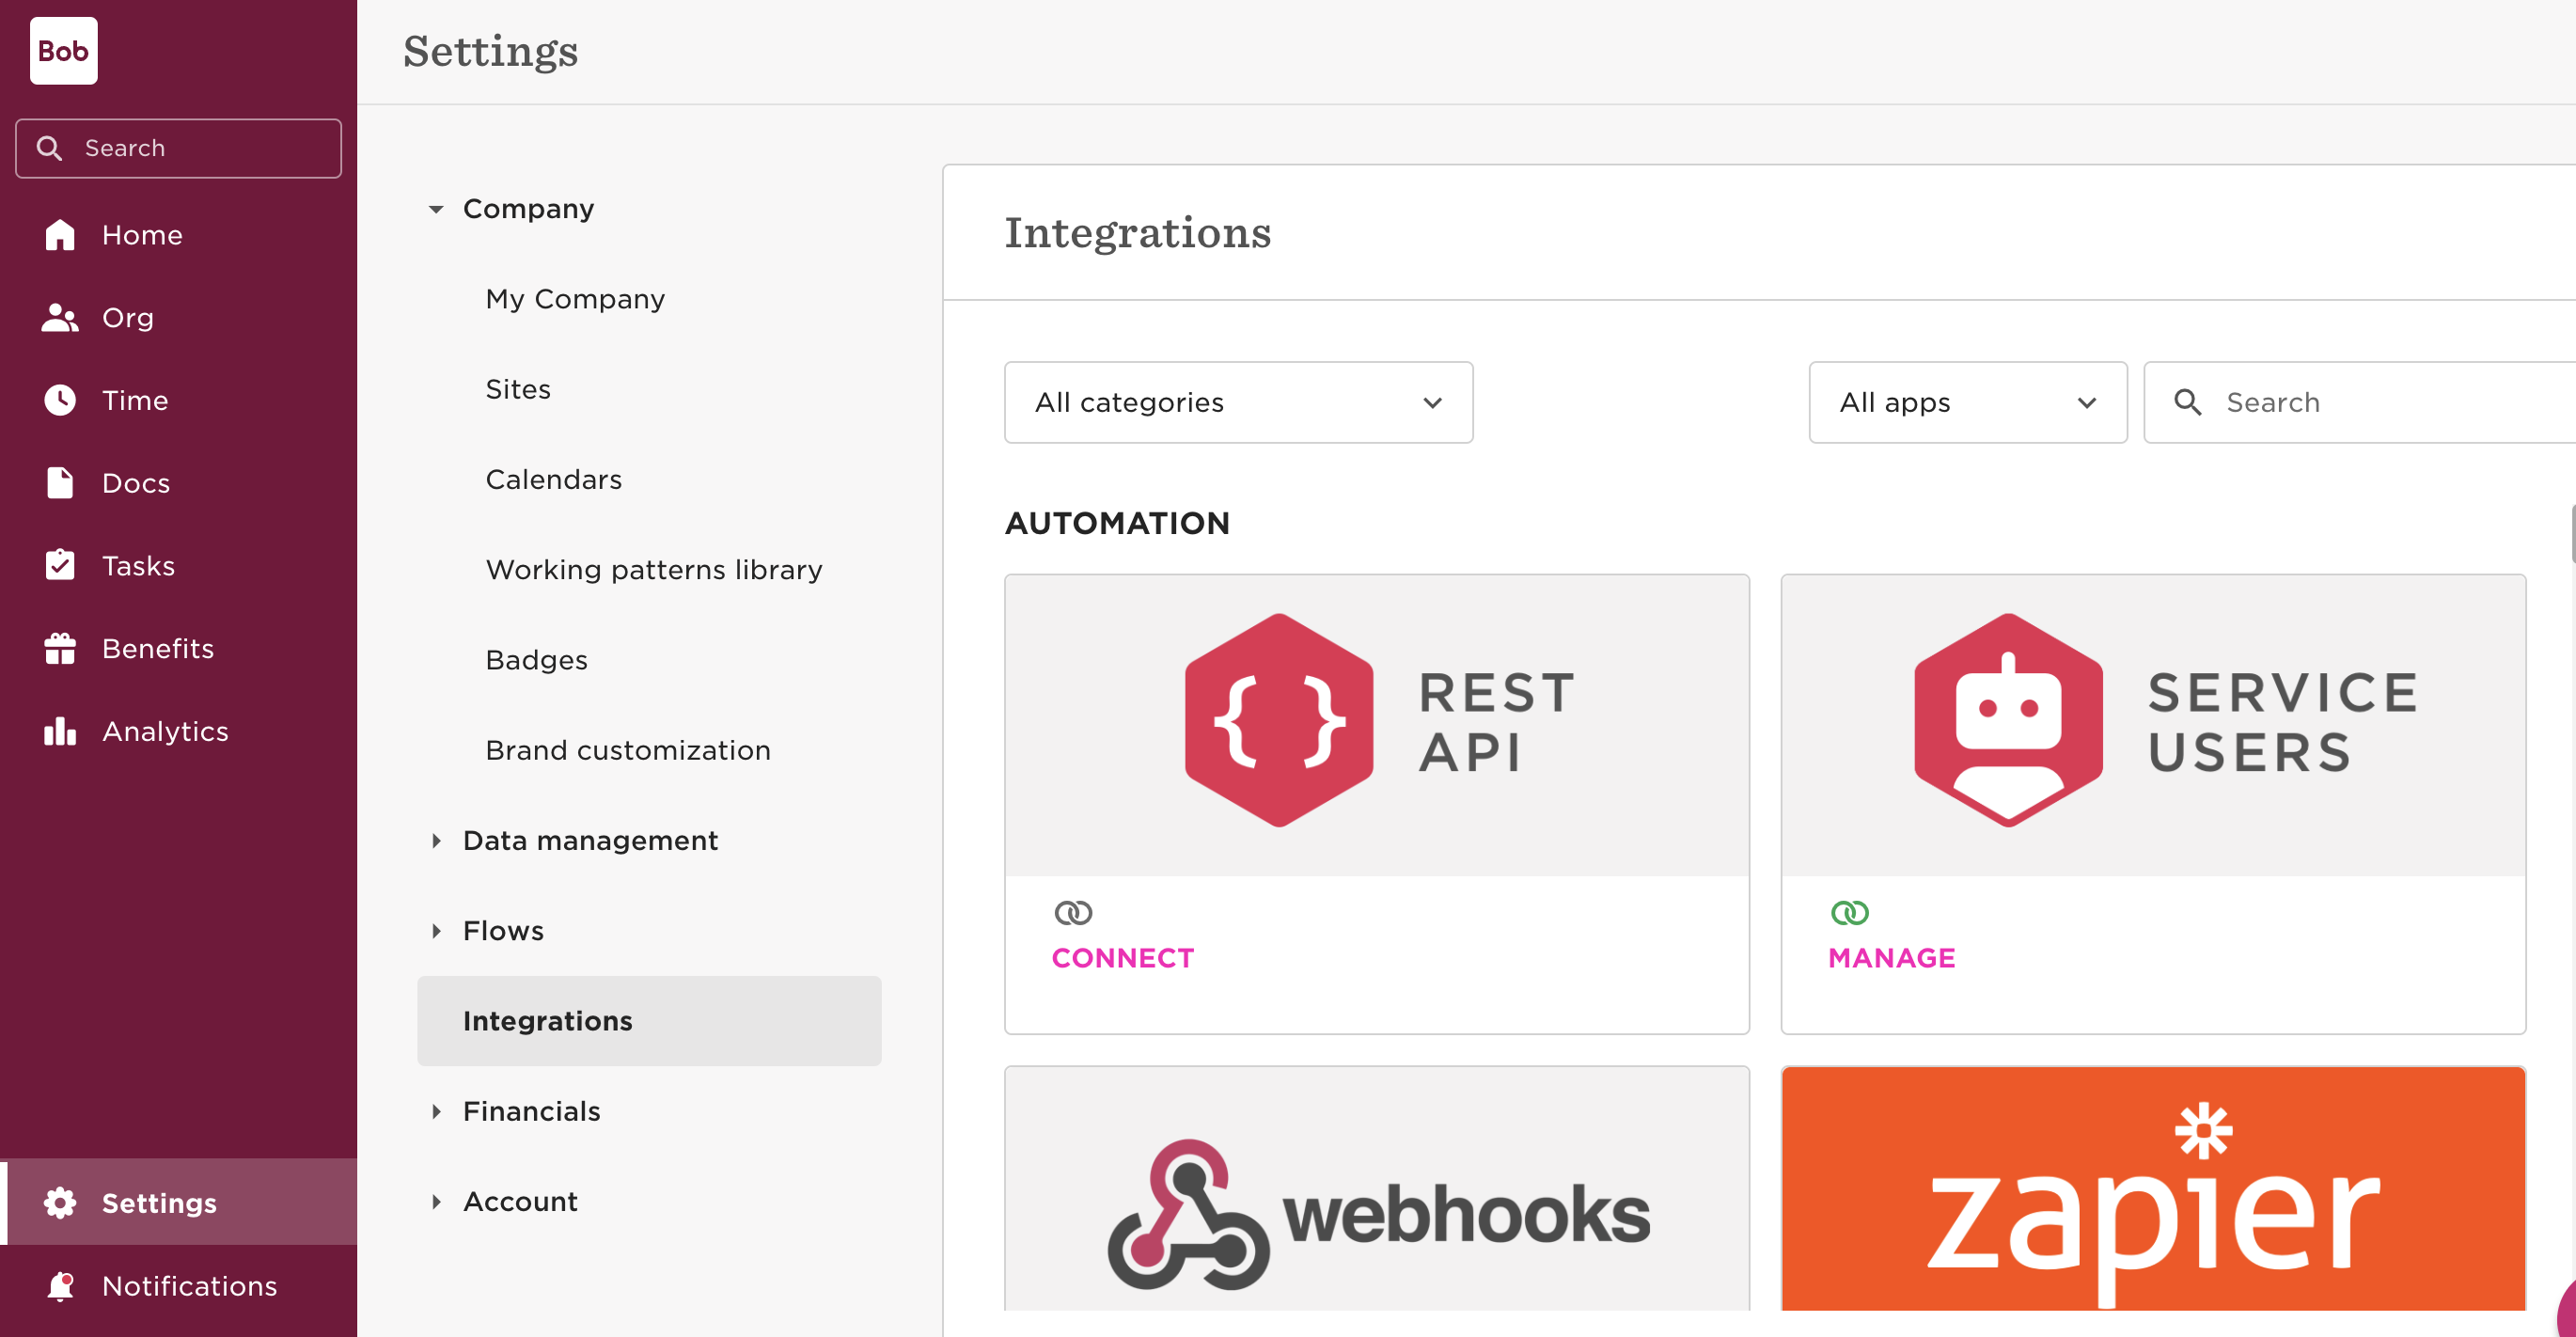 Bob
Search
Home
Org
Time
Docs
Tasks
Benefits
Analytics
Settings
Notifications
Settings
Company
My Company
Sites
Calendars
Working patterns library
Badges
Brand customization
Data management
Flows
Integrations
Financials
Account
Integrations
All categories
All apps
Search
AUTOMATION
REST
API
CONNECT
SERVICE
USERS
MANAGE
webhooks
zapier